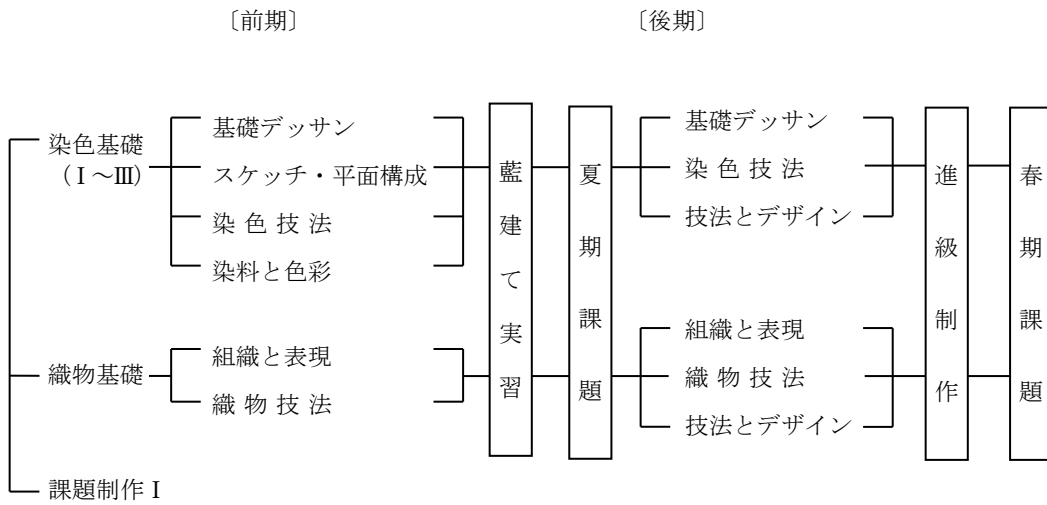 〔前期〕
〔後期〕
染色基礎
（Ⅰ～Ⅲ）
基礎デッサン
スケッチ・平面構成
染 色 技 法
染料と色彩
織物基礎
組織と表現
織 物 技 法
課題制作Ⅰ
藍建て実習
夏期課題
基礎デッサン
染 色 技 法
技法とデザイン
組織と表現
織 物 技 法
技法とデザイン
進級制作
春期課題